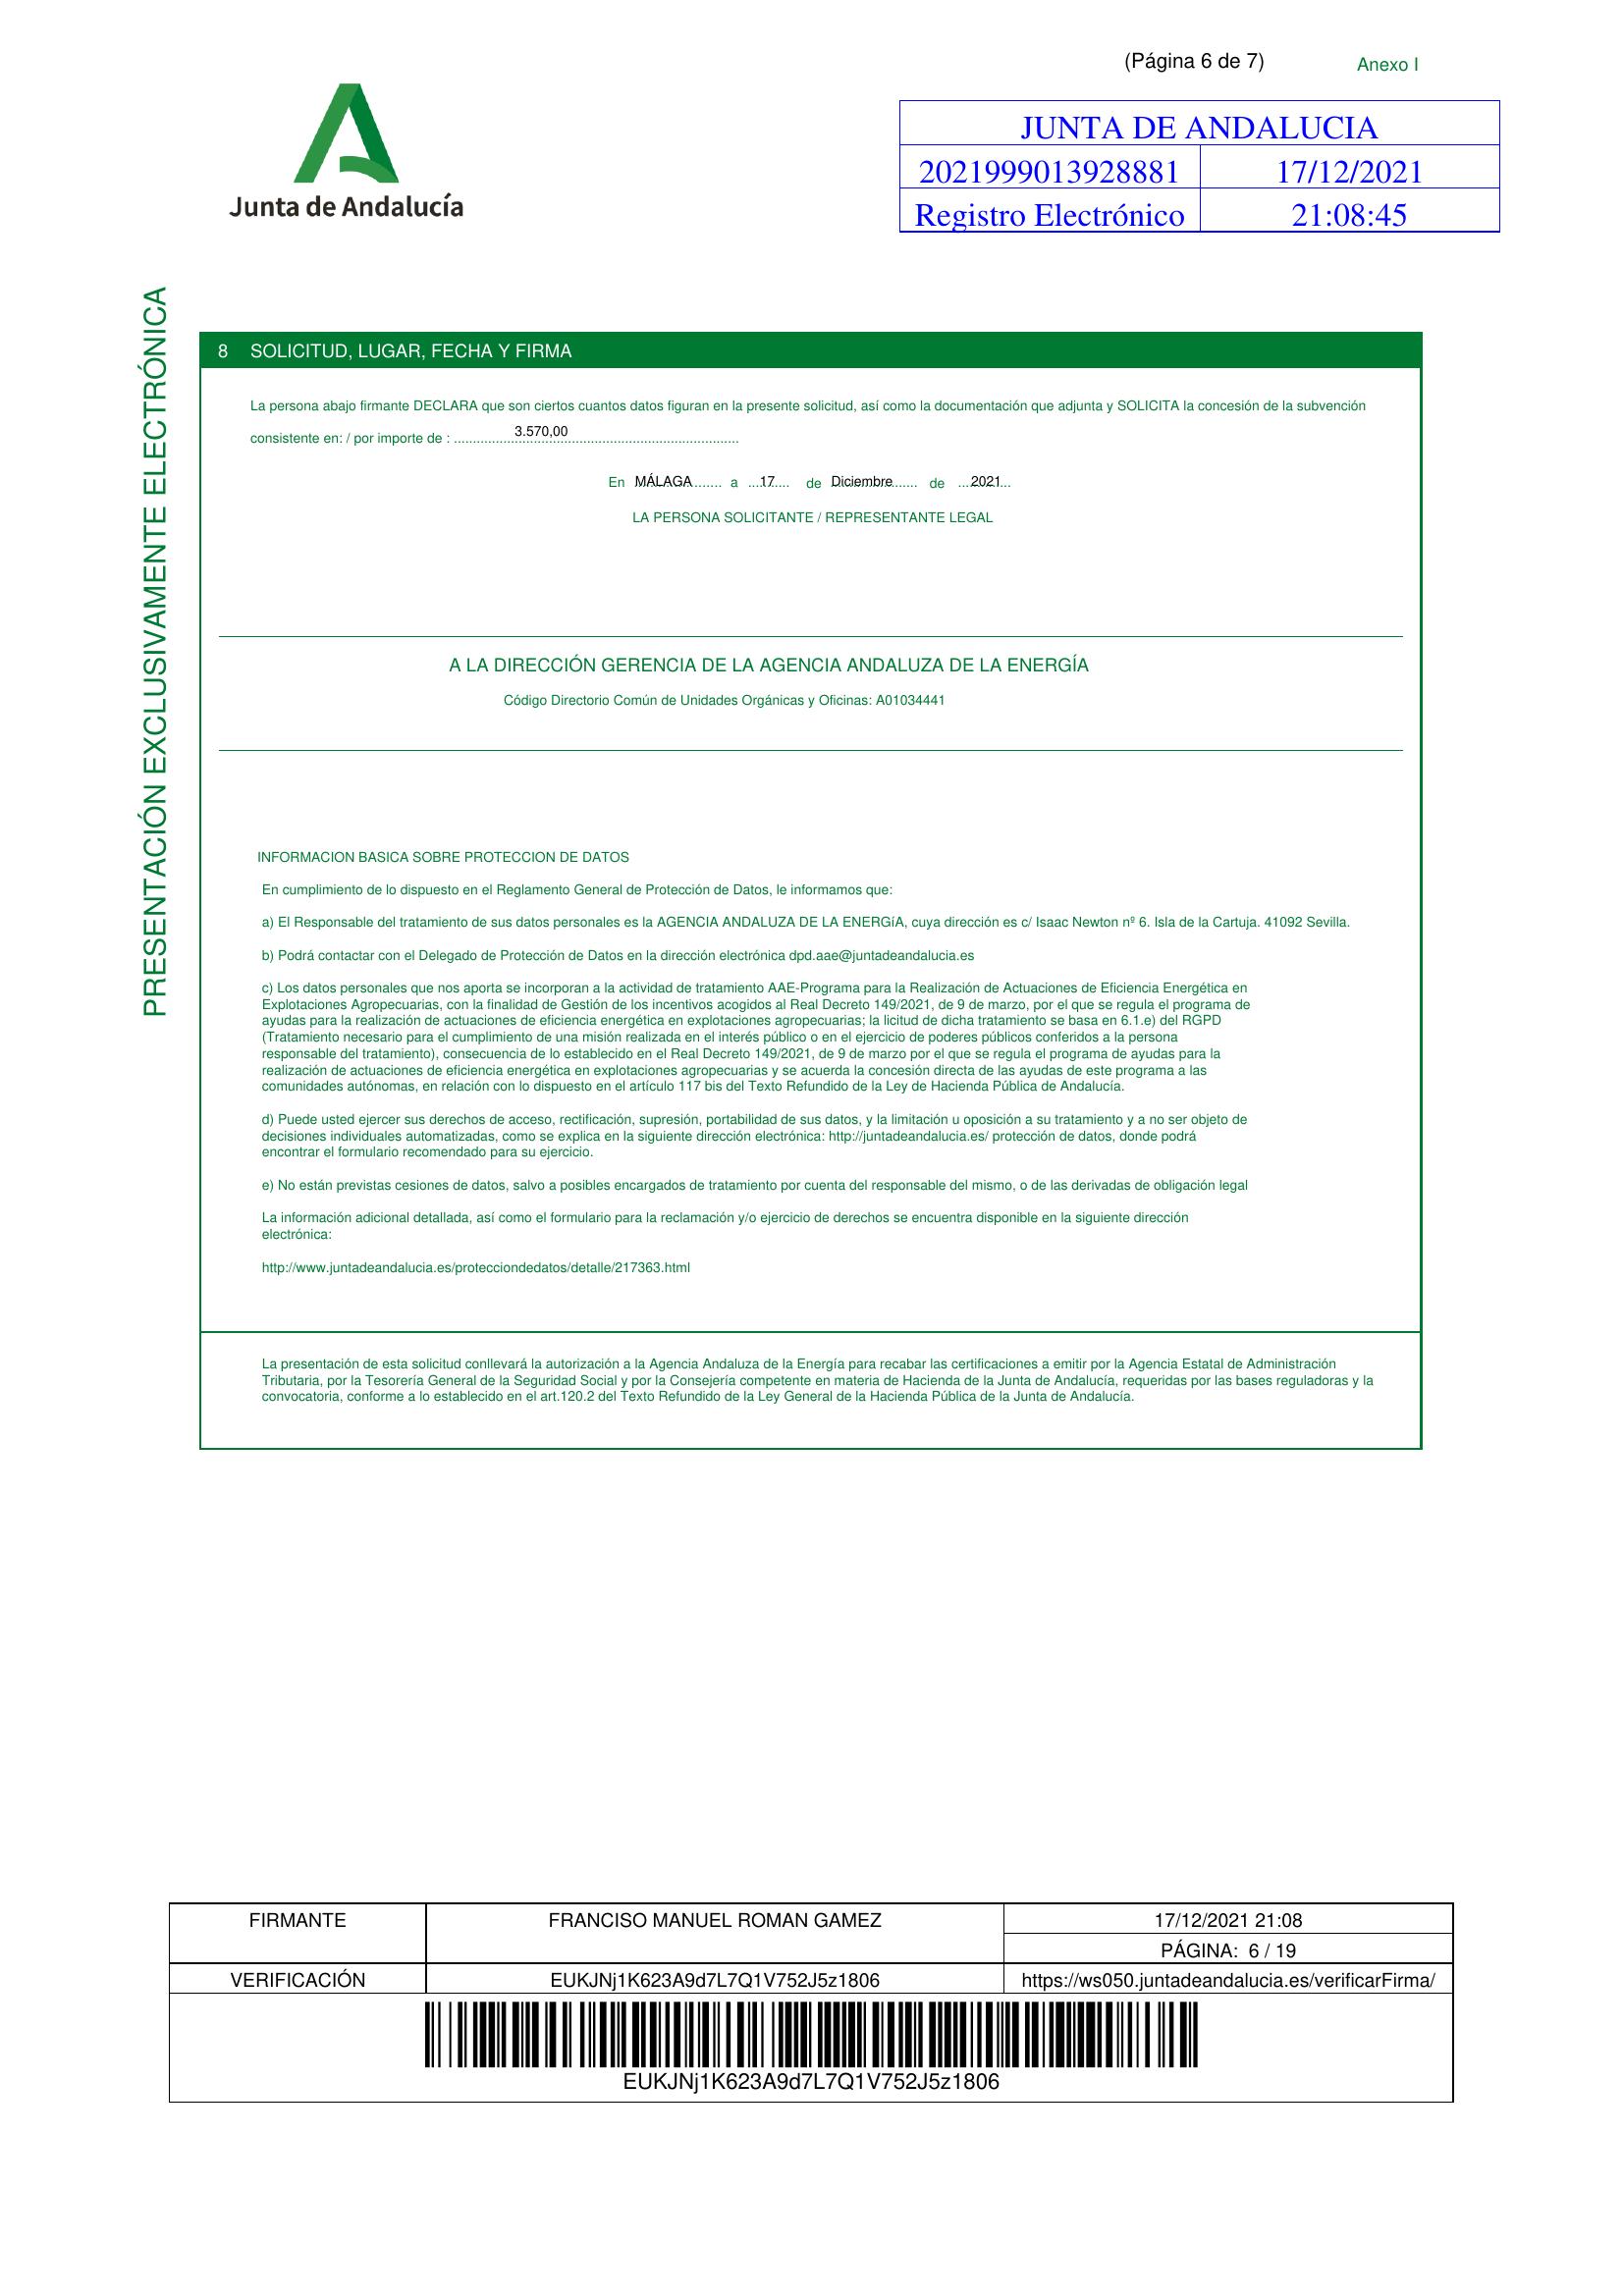 (Página 6 de 7)
Anexo I
Junta de Andalucía
JUNTA DE ANDALUCIA
2021999013928881 17/12/2021
Registro Electrónico 21:08:45
PRESENTACIÓN EXCLUSIVAMENTE ELECTRÓNICA
8 SOLICITUD, LUGAR, FECHA Y FIRMA
La persona abajo firmante DECLARA que son ciertos cuantos datos figuran en la presente solicitud, así como la documentación que adjunta y SOLICITA la concesión de la subvención
consistente en: / por importe de : 3.570,00
En MÁLAGA a 17 de Diciembre de 2021
LA PERSONA SOLICITANTE / REPRESENTANTE LEGAL
A LA DIRECCIÓN GERENCIA DE LA AGENCIA ANDALUZA DE LA ENERGÍA
Código Directorio Común de Unidades Orgánicas y Oficinas: A01034441
INFORMACION BASICA SOBRE PROTECCION DE DATOS
En cumplimiento de lo dispuesto en el Reglamento General de Protección de Datos, le informamos que:
a) El Responsable del tratamiento de sus datos personales es la AGENCIA ANDALUZA DE LA ENERGíA, cuya dirección es c/ Isaac Newton nº 6. Isla de la Cartuja. 41092 Sevilla.
b) Podrá contactar con el Delegado de Protección de Datos en la dirección electrónica dpd.aae@juntadeandalucia.es
c) Los datos personales que nos aporta se incorporan a la actividad de tratamiento AAE-Programa para la Realización de Actuaciones de Eficiencia Energética en
Explotaciones Agropecuarias, con la finalidad de Gestión de los incentivos acogidos al Real Decreto 149/2021, de 9 de marzo, por el que se regula el programa de
ayudas para la realización de actuaciones de eficiencia energética en explotaciones agropecuarias; la licitud de dicha tratamiento se basa en 6.1.e) del RGPD
(Tratamiento necesario para el cumplimiento de una misión realizada en el interés público o en el ejercicio de poderes públicos conferidos a la persona
responsable del tratamiento), consecuencia de lo establecido en el Real Decreto 149/2021, de 9 de marzo por el que se regula el programa de ayudas para la
realización de actuaciones de eficiencia energética en explotaciones agropecuarias y se acuerda la concesión directa de las ayudas de este programa a las
comunidades autónomas, en relación con lo dispuesto en el artículo 117 bis del Texto Refundido de la Ley de Hacienda Pública de Andalucía.
d) Puede usted ejercer sus derechos de acceso, rectificación, supresión, portabilidad de sus datos, y la limitación u oposición a su tratamiento y a no ser objeto de
decisiones individuales automatizadas, como se explica en la siguiente dirección electrónica: http://juntadeandalucia.es/ protección de datos, donde podrá
encontrar el formulario recomendado para su ejercicio.
e) No están previstas cesiones de datos, salvo a posibles encargados de tratamiento por cuenta del responsable del mismo, o de las derivadas de obligación legal
La información adicional detallada, así como el formulario para la reclamación y/o ejercicio de derechos se encuentra disponible en la siguiente dirección
electrónica:
http://www.juntadeandalucia.es/protecciondedatos/detalle/217363.html
La presentación de esta solicitud conllevará la autorización a la Agencia Andaluza de la Energía para recabar las certificaciones a emitir por la Agencia Estatal de Administración
Tributaria, por la Tesorería General de la Seguridad Social y por la Consejería competente en materia de Hacienda de la Junta de Andalucía, requeridas por las bases reguladoras y la
convocatoria, conforme a lo establecido en el art.120.2 del Texto Refundido de la Ley General de la Hacienda Pública de la Junta de Andalucía.
FIRMANTE FRANCISO MANUEL ROMAN GAMEZ 17/12/2021 21:08
PÁGINA: 6 / 19
VERIFICACIÓN EUKJNj1K623A9d7L7Q1V752J5z1806 https://ws050.juntadeandalucia.es/verificarFirma/
EUKJNj1K623A9d7L7Q1V752J5z1806